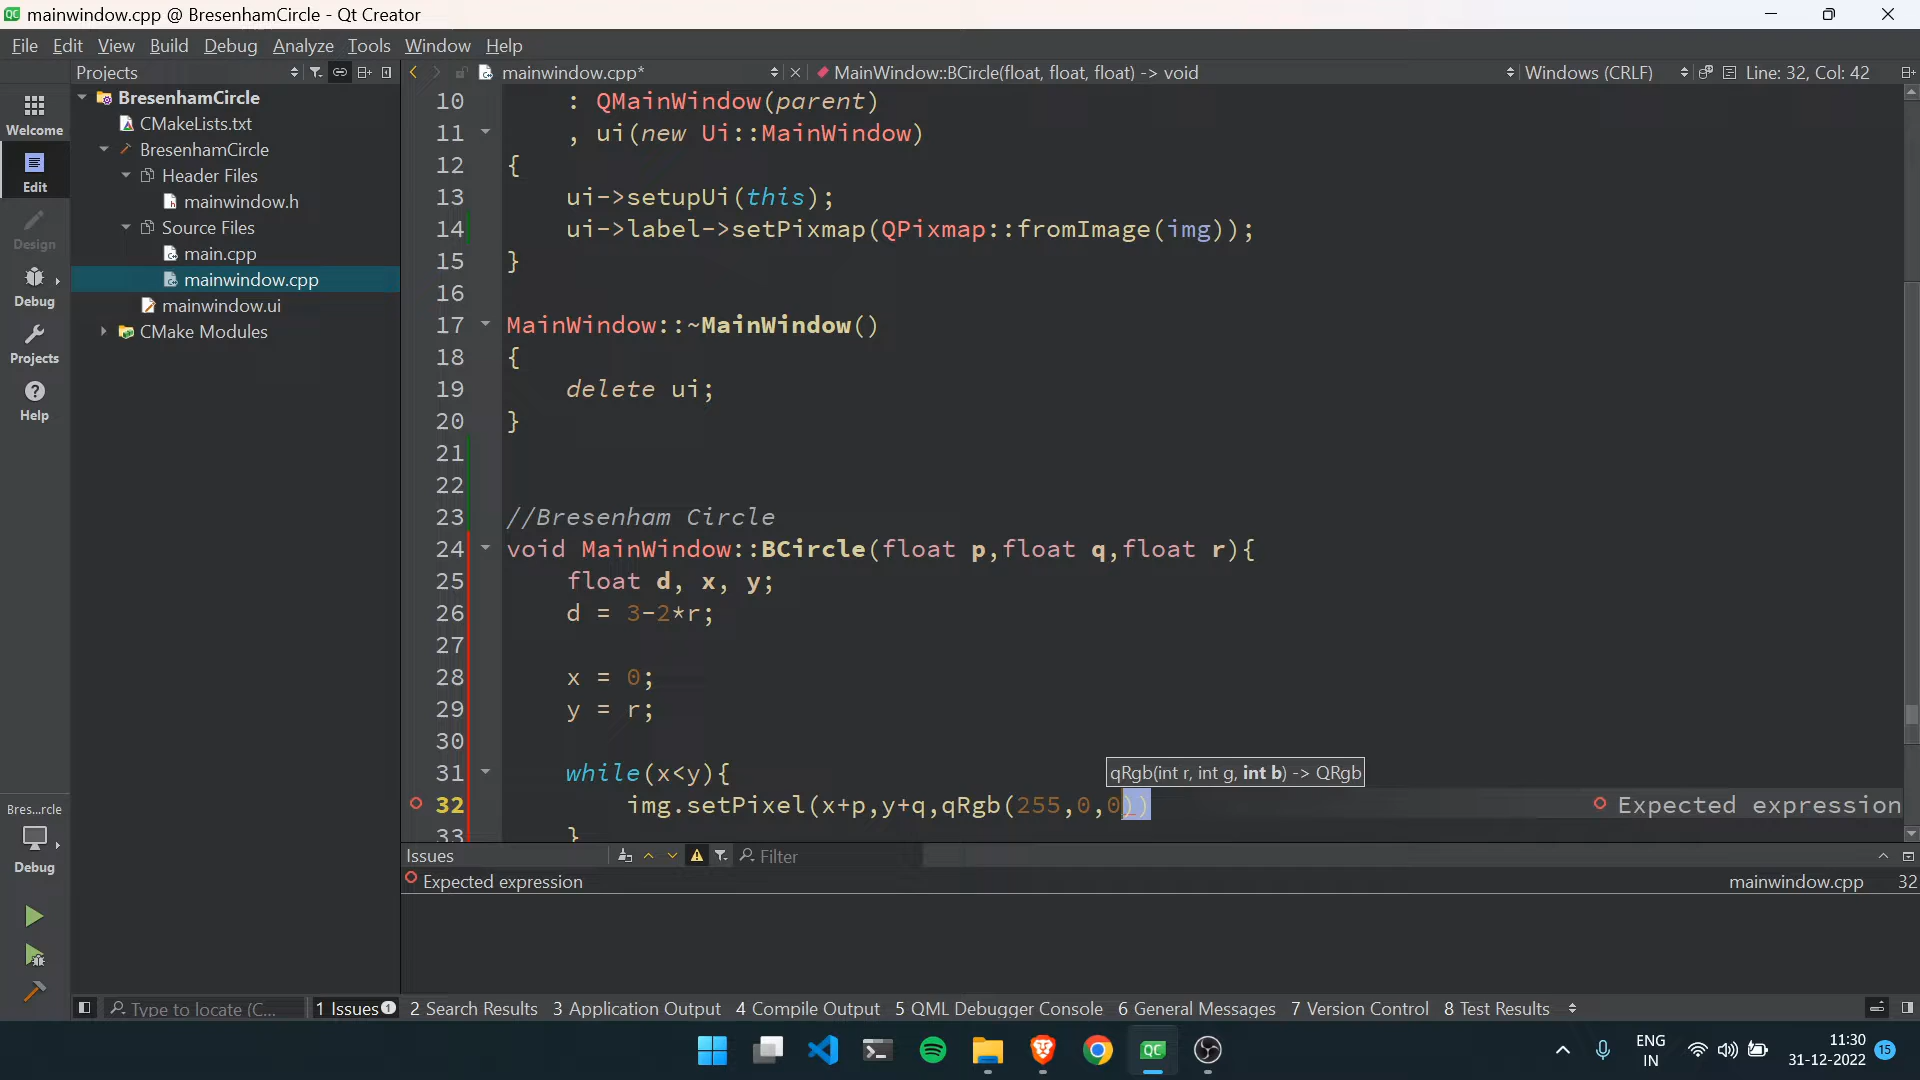 mainwindow.cpp @ BresenhamCircle - Qt Creator
File Edit View Build Debug Analyze Tools Window Help
Projects
mainwindow.cpp*
MainWindow::BCircle(float, float, float) -> void
Windows (CRLF)
Line: 32, Col: 42
Welcome
Edit
Design
Debug
Projects
Help
BresenhamCircle
CMakeLists.txt
BresenhamCircle
Header Files
mainwindow.h
Source Files
main.cpp
mainwindow.cpp
mainwindow.ui
CMake Modules
10 : QMainWindow(parent)
11 , ui(new Ui::MainWindow)
12 {
13 ui->setupUi(this);
14 ui->label->setPixmap(QPixmap::fromImage(img));
15 }
16
17 MainWindow::~MainWindow()
18 {
19 delete ui;
20 }
21
22
23 //Bresenham Circle
24 void MainWindow::BCircle(float p,float q,float r){
25 float d, x, y;
26 d = 3-2*r;
27
28 x = 0;
29 y = r;
30
31 while(x<y){
qRgb(int r, int g, int b) -> QRgb
32 img.setPixel(x+p,y+q,qRgb(255,0,0)) Expected expression
33 }
Bres...rcle
Debug
Issues Filter
Expected expression mainwindow.cpp 32
Type to locate (C...
1 Issues 1 2 Search Results 3 Application Output 4 Compile Output 5 QML Debugger Console 6 General Messages 7 Version Control 8 Test Results
QC
ENG
IN
11:30
31-12-2022
15